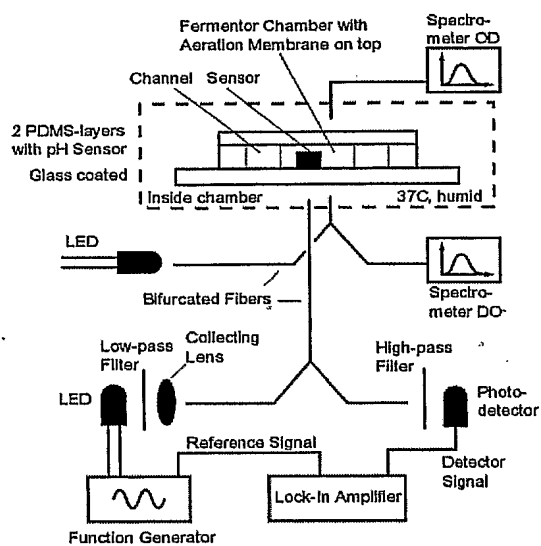 Spectro-
meter OD
Fermentor Chamber with
Aeration Membrane on top
Channel Sensor
2 PDMS-layers
with pH Sensor
Glass coated
Inside chamber
37C, humid
LED
Bifurcated Fibers
Spectro-
meter DO
Low-pass
Filter
Collecting
Lens
High-pass
Filter
LED
Photo-
detector
Reference Signal
Detector
Signal
Lock-In Amplifier
Function Generator